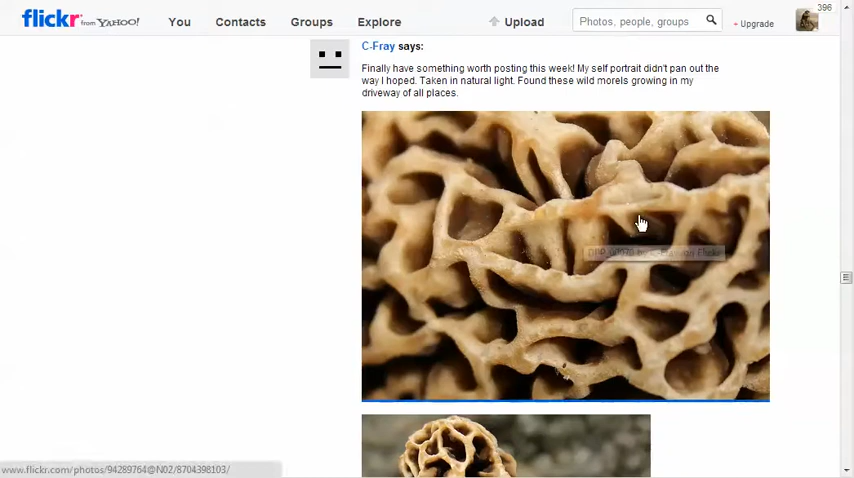 flickr from YAHOO! You Contacts Groups Explore Upload Photos, people, groups Upgrade 396
C-Fray says:
Finally have something worth posting this week! My self portrait didn't pan out the
way I hoped. Taken in natural light. Found these wild morels growing in my
driveway of all places.
www.flickr.com/photos/94289764@N02/8704398103/